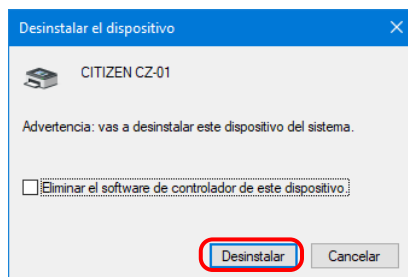 Desinstalar el dispositivo
CITIZEN CZ-01
Advertencia: vas a desinstalar este dispositivo del sistema.
Eliminar el software de controlador de este dispositivo.
Desinstalar Cancelar